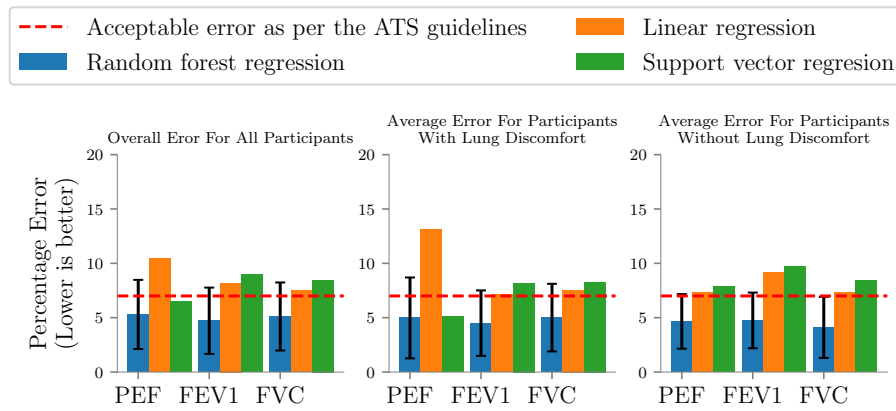 Acceptable error as per the ATS guidelines
Random forest regression
Linear regression
Support vector regresion
Overall Eror For All Participants
Average Error For Participants
With Lung Discomfort
Average Error For Participants
Without Lung Discomfort
Percentage Error
(Lower is better)
20
15
10
5
0
PEF FEV1 FVC
20
15
10
5
0
PEF FEV1 FVC
20
15
10
5
0
PEF FEV1 FVC